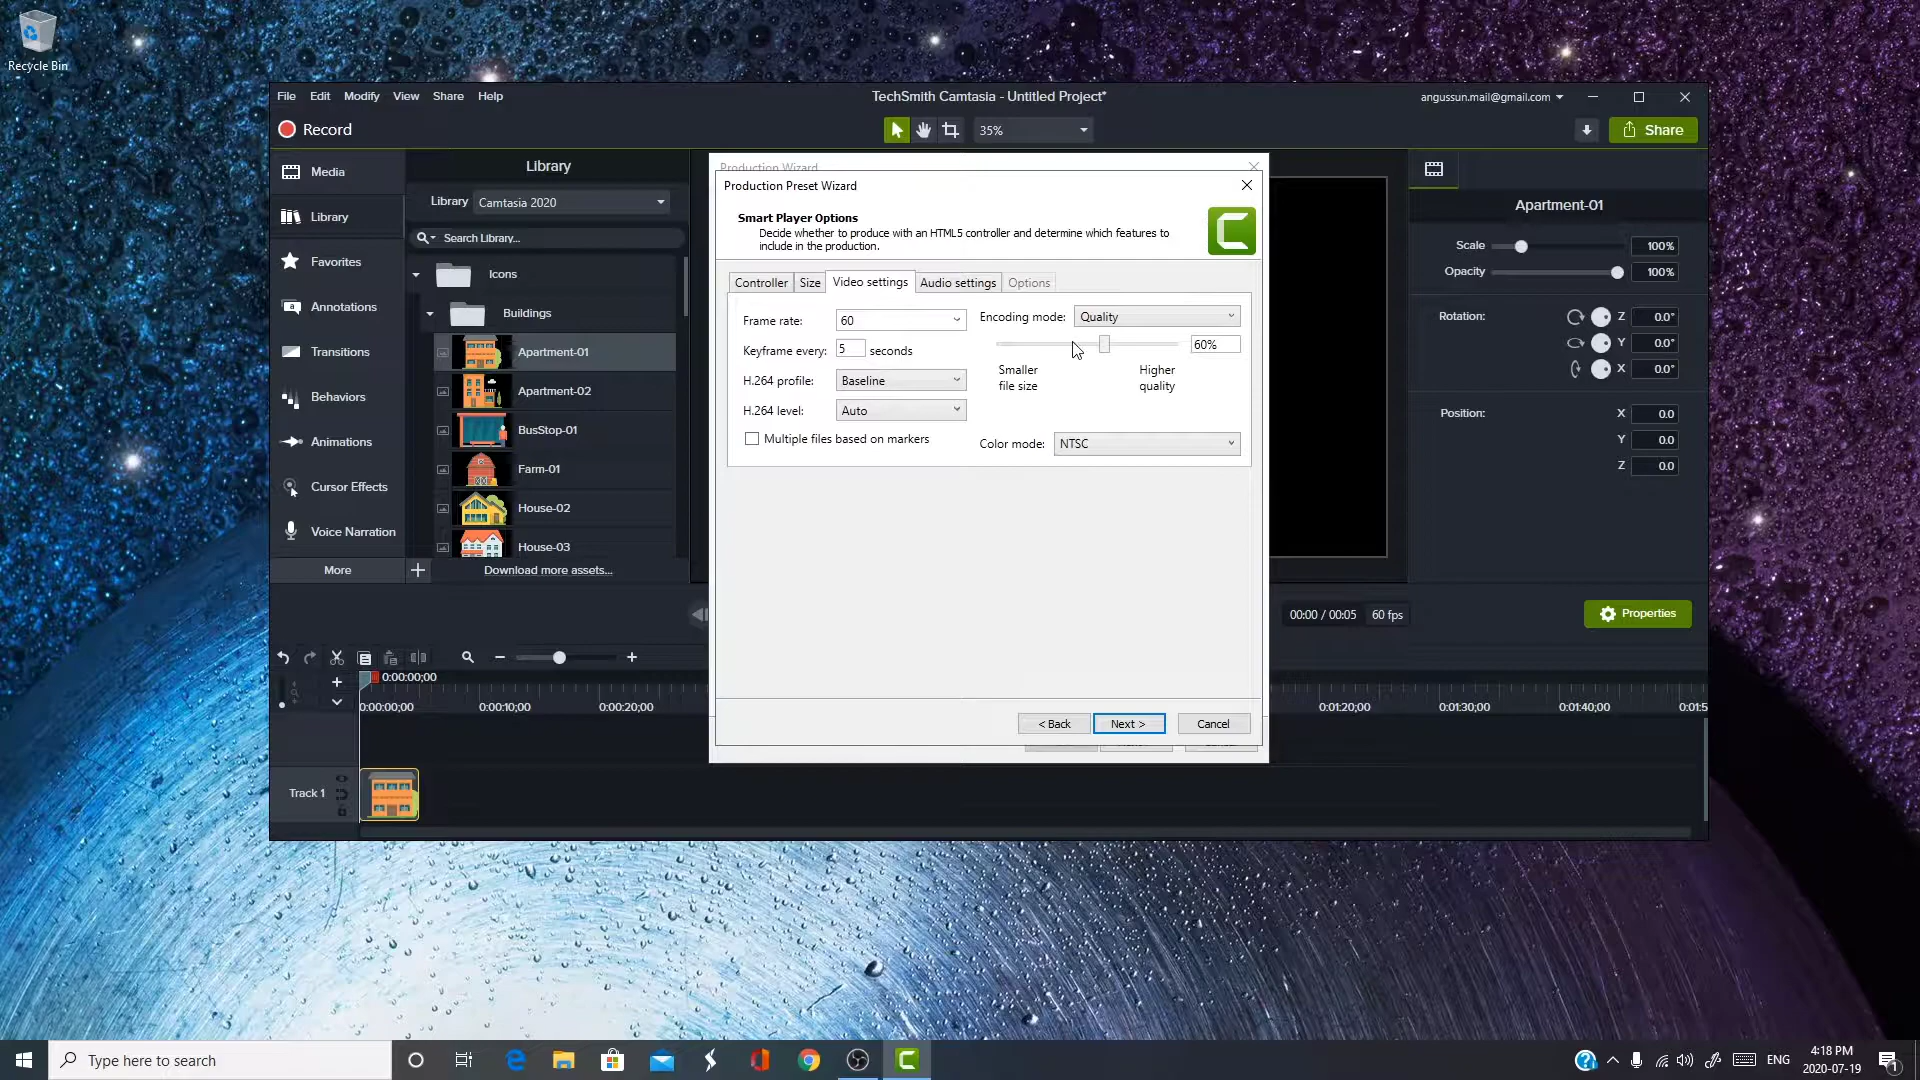 Recycle Bin
File Edit Modify View Share Help
TechSmith Camtasia - Untitled Project*
angussun.mail@gmail.com
Record
35%
Share
Media
Library
Favorites
Annotations
Transitions
Behaviors
Animations
Cursor Effects
Voice Narration
More
Library
Library Camtasia 2020
Search Library...
Icons
Buildings
Apartment-01
Apartment-02
BusStop-01
Farm-01
House-02
House-03
Download more assets...
Production Wizard
Production Preset Wizard
Smart Player Options
Decide whether to produce with an HTML5 controller and determine which features to
include in the production.
Controller Size Video settings Audio settings Options
Frame rate: 60
Keyframe every: 5 seconds
H.264 profile: Baseline
H.264 level: Auto
Multiple files based on markers
Encoding mode: Quality
60%
Smaller
file size
Higher
quality
Color mode: NTSC
< Back Next > Cancel
Apartment-01
Scale 100%
Opacity 100%
Rotation: Z 0.0°
Y 0.0°
X 0.0°
Position: X 0.0
Y 0.0
Z 0.0
00:00 / 00:05 60 fps
Properties
0:00:00;00
0:00:00;00 0:00:10;00 0:00:20;00 0:01:20;00 0:01:30;00 0:01:40;00 0:01:5
Track 1
Type here to search
ENG
4:18 PM
2020-07-19
1